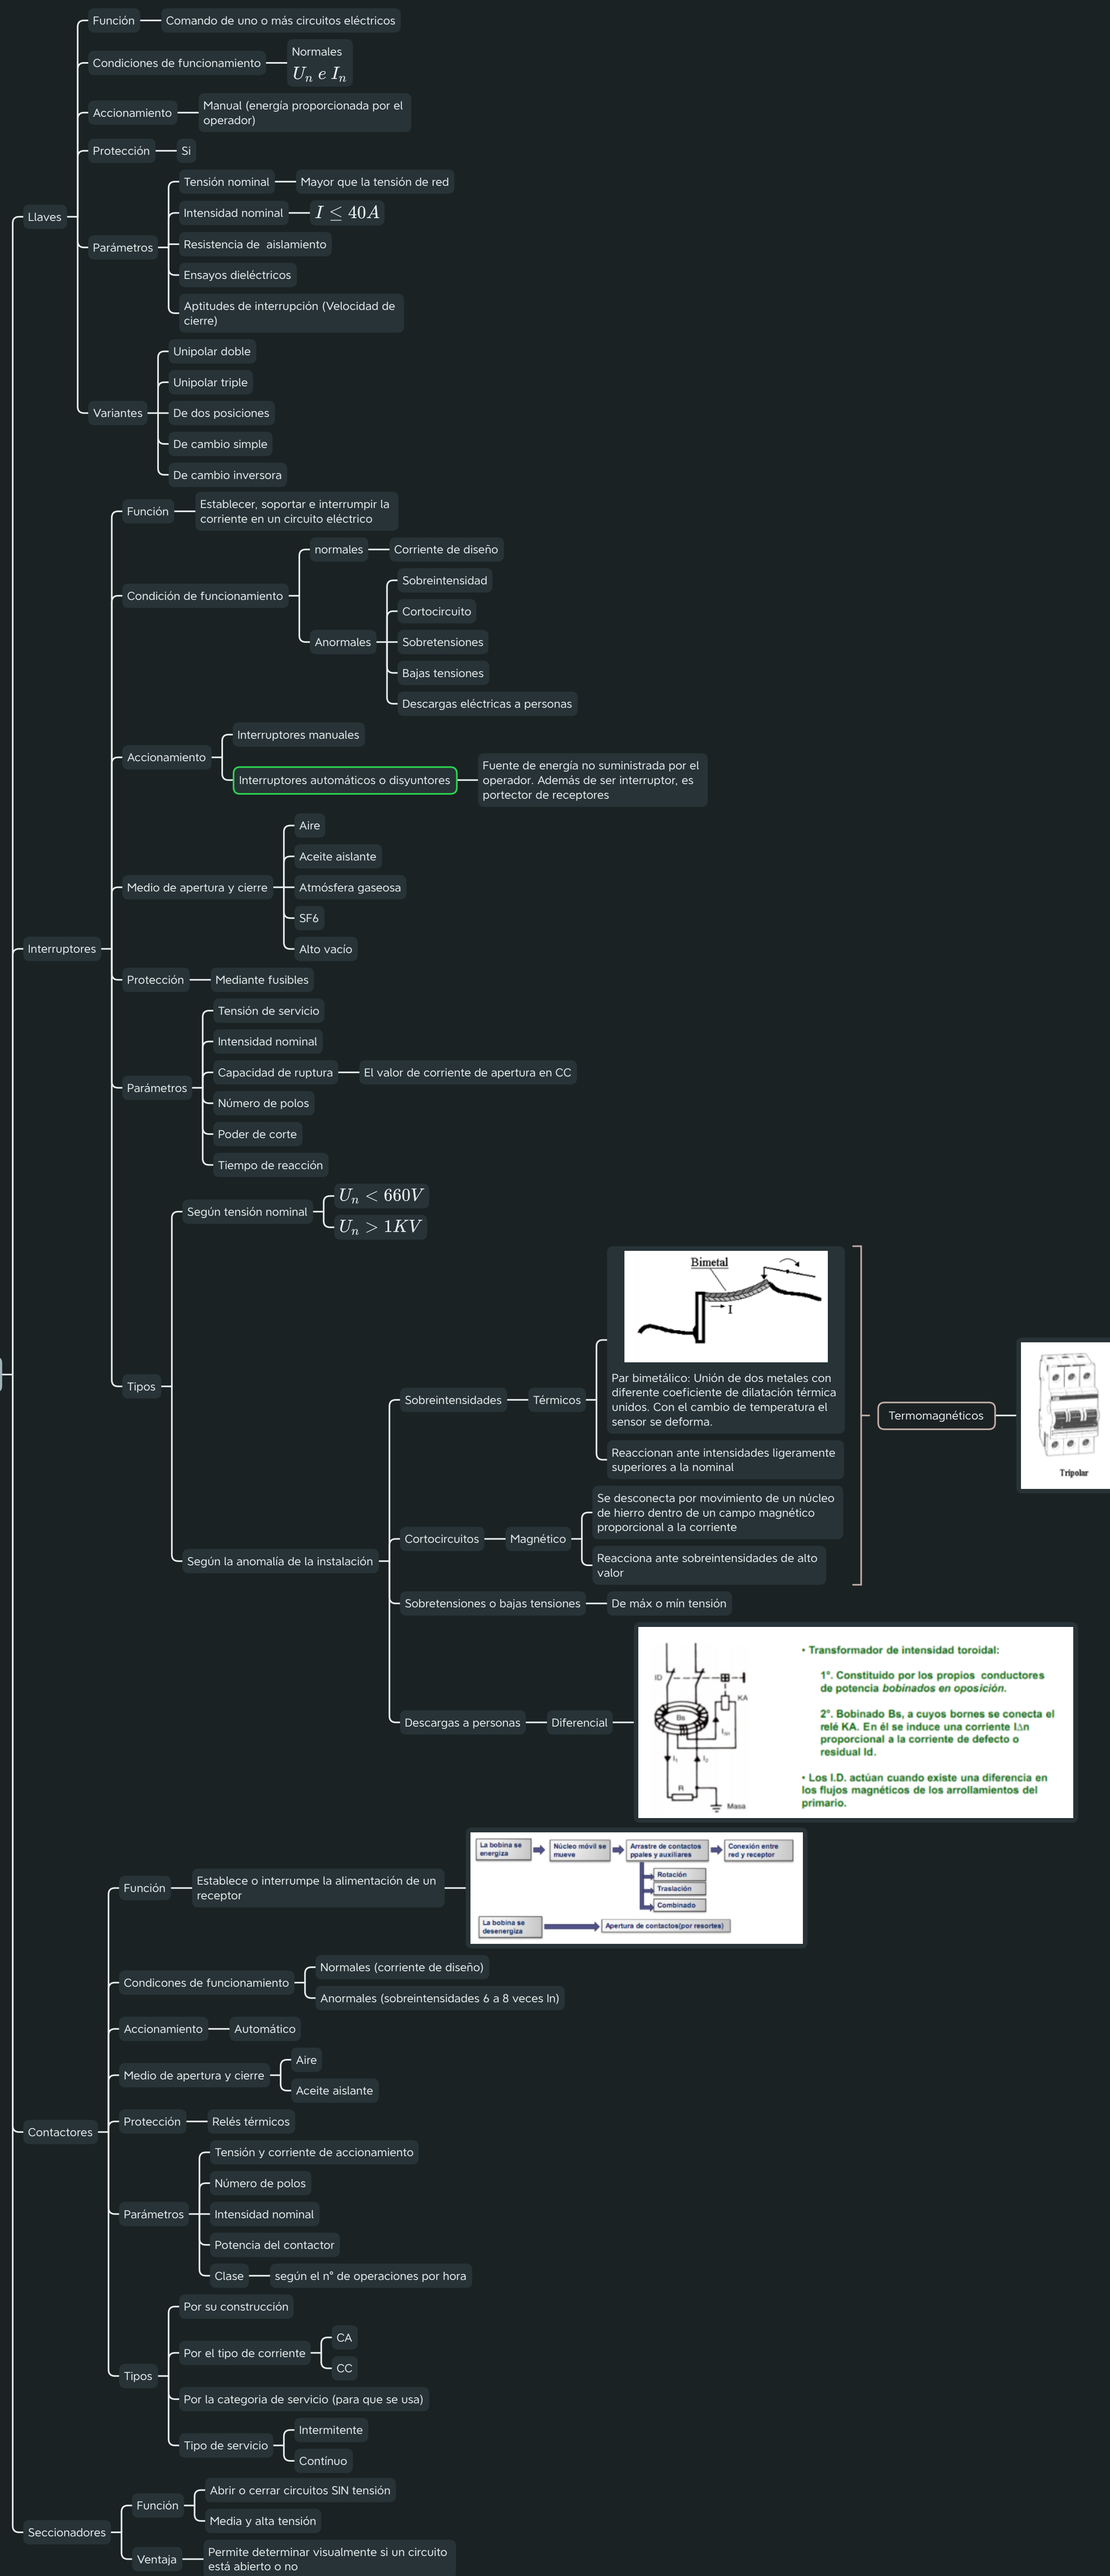 Llaves
Función
Comando de uno o más circuitos eléctricos
Condiciones de funcionamiento
Normales
Uₙ e Iₙ
Accionamiento
Manual (energía proporcionada por el
operador)
Protección
Si
Parámetros
Tensión nominal
Mayor que la tensión de red
Intensidad nominal
I ≤ 40A
Resistencia de aislamiento
Ensayos dieléctricos
Aptitudes de interrupción (Velocidad de
cierre)
Variantes
Unipolar doble
Unipolar triple
De dos posiciones
De cambio simple
De cambio inversora
Interruptores
Función
Establecer, soportar e interrumpir la
corriente en un circuito eléctrico
Condición de funcionamiento
normales
Corriente de diseño
Anormales
Sobreintensidad
Cortocircuito
Sobretensiones
Bajas tensiones
Descargas eléctricas a personas
Accionamiento
Interruptores manuales
Interruptores automáticos o disyuntores
Fuente de energía no suministrada por el
operador. Además de ser interruptor, es
portector de receptores
Medio de apertura y cierre
Aire
Aceite aislante
Atmósfera gaseosa
SF6
Alto vacío
Protección
Mediante fusibles
Parámetros
Tensión de servicio
Intensidad nominal
Capacidad de ruptura
El valor de corriente de apertura en CC
Número de polos
Poder de corte
Tiempo de reacción
Tipos
Según tensión nominal
Uₙ < 660V
Uₙ > 1KV
Según la anomalía de la instalación
Sobreintensidades
Térmicos
Bimetal
I
Par bimetálico: Unión de dos metales con
diferente coeficiente de dilatación térmica
unidos. Con el cambio de temperatura el
sensor se deforma.
Reaccionan ante intensidades ligeramente
superiores a la nominal
Cortocircuitos
Magnético
Se desconecta por movimiento de un núcleo
de hierro dentro de un campo magnético
proporcional a la corriente
Reacciona ante sobreintensidades de alto
valor
Termomagnéticos
Tripolar
Sobretensiones o bajas tensiones
De máx o mín tensión
Descargas a personas
Diferencial
ID
KA
Bs
I₁
I₂
R
Masa
• Transformador de intensidad toroidal:
1°. Constituido por los propios conductores
de potencia bobinados en oposición.
2°. Bobinado Bs, a cuyos bornes se conecta el
relé KA. En él se induce una corriente IΔn
proporcional a la corriente de defecto o
residual Id.
• Los I.D. actúan cuando existe una diferencia en
los flujos magnéticos de los arrollamientos del
primario.
Contactores
Función
Establece o interrumpe la alimentación de un
receptor
La bobina se
energiza
Núcleo móvil se
mueve
Arrastre de contactos
ppales y auxiliares
Conexión entre
red y receptor
Rotación
Traslación
Combinado
La bobina se
desenergiza
Apertura de contactos(por resortes)
Condicones de funcionamiento
Normales (corriente de diseño)
Anormales (sobreintensidades 6 a 8 veces In)
Accionamiento
Automático
Medio de apertura y cierre
Aire
Aceite aislante
Protección
Relés térmicos
Parámetros
Tensión y corriente de accionamiento
Número de polos
Intensidad nominal
Potencia del contactor
Clase
según el n° de operaciones por hora
Tipos
Por su construcción
Por el tipo de corriente
CA
CC
Por la categoria de servicio (para que se usa)
Tipo de servicio
Intermitente
Contínuo
Seccionadores
Función
Abrir o cerrar circuitos SIN tensión
Media y alta tensión
Ventaja
Permite determinar visualmente si un circuito
está abierto o no